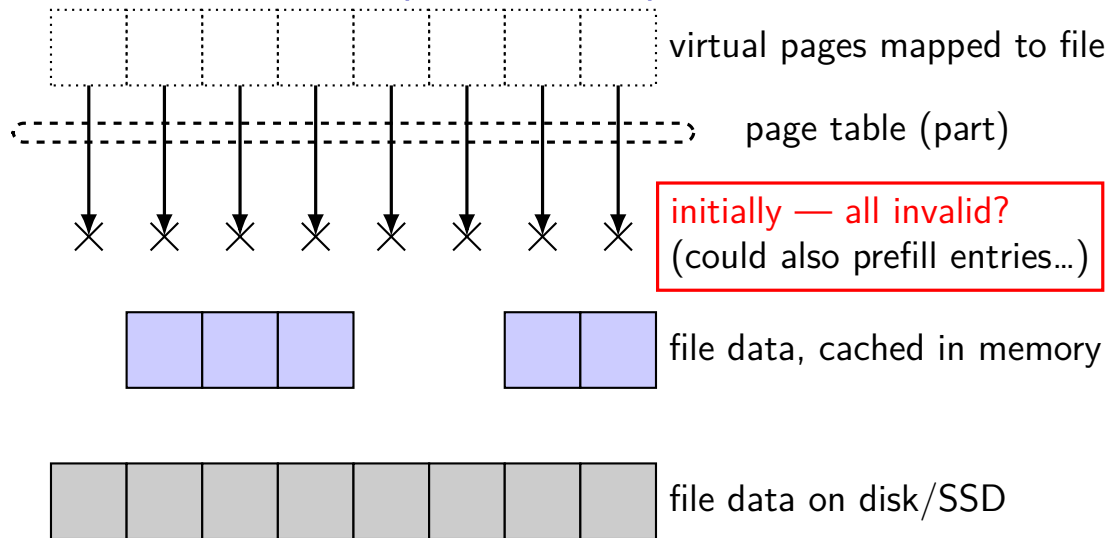 virtual pages mapped to file
page table (part)
initially — all invalid?
(could also prefill entries…)
file data, cached in memory
file data on disk/SSD